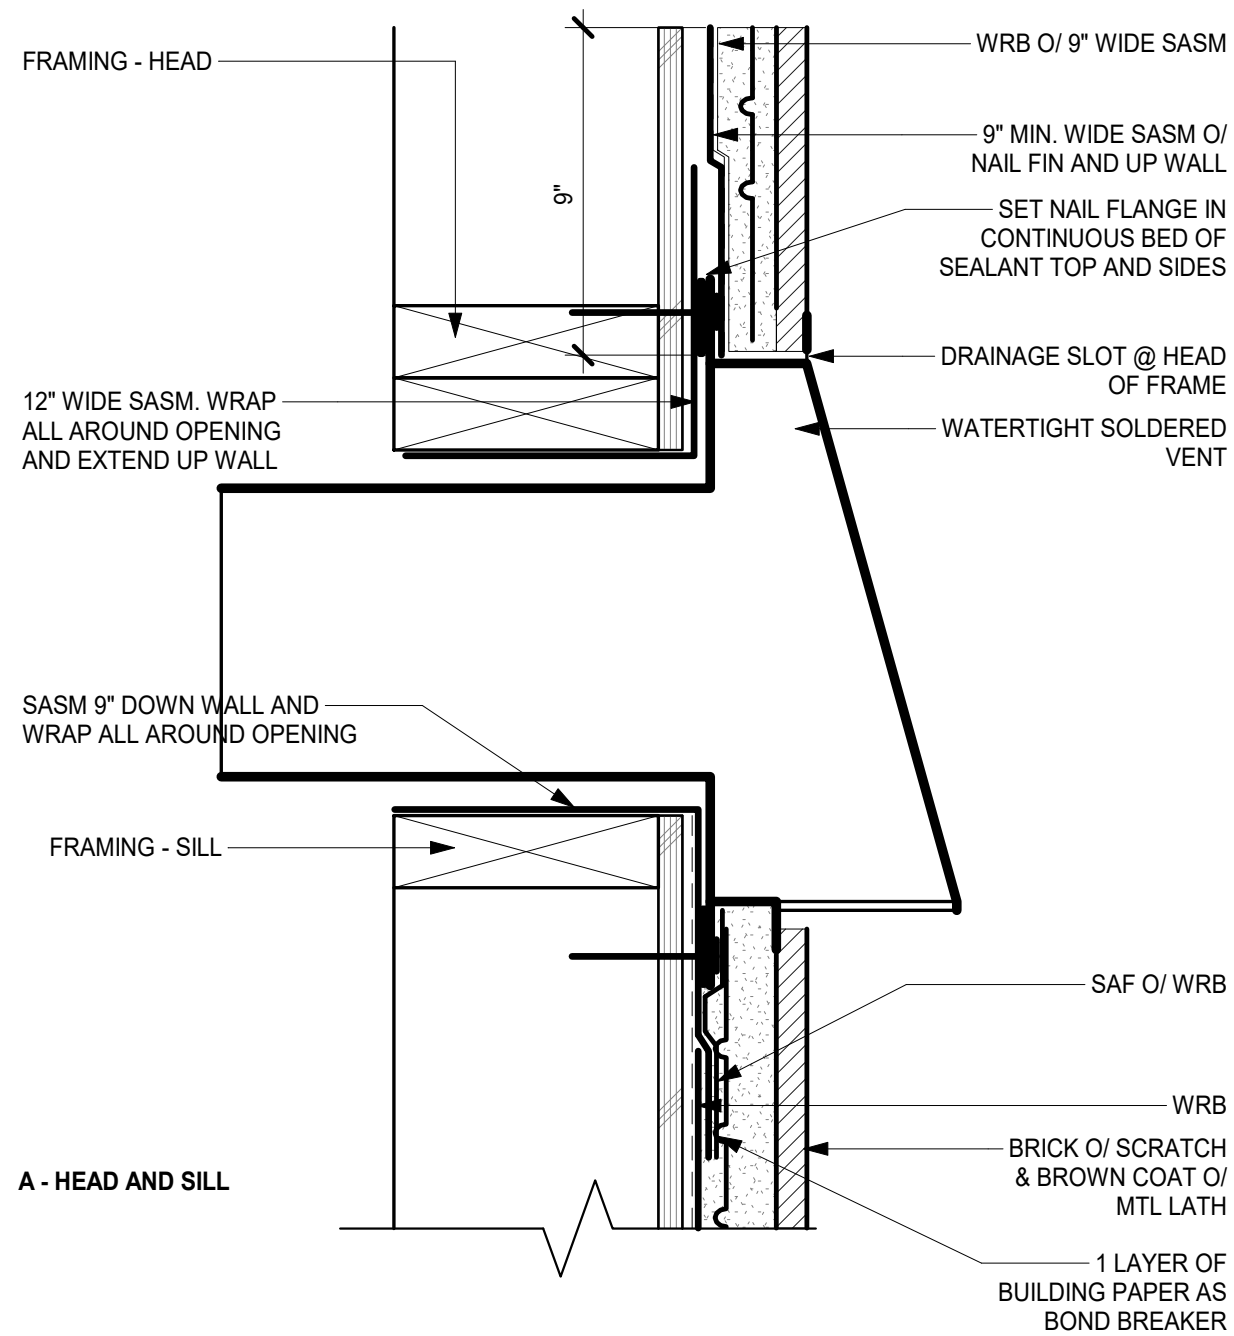 FRAMING - HEAD
WRB O/ 9" WIDE SASM
9" MIN. WIDE SASM O/
NAIL FIN AND UP WALL
9"
SET NAIL FLANGE IN
CONTINUOUS BED OF
SEALANT TOP AND SIDES
DRAINAGE SLOT @ HEAD
OF FRAME
12" WIDE SASM. WRAP
ALL AROUND OPENING
AND EXTEND UP WALL
WATERTIGHT SOLDERED
VENT
SASM 9" DOWN WALL AND
WRAP ALL AROUND OPENING
FRAMING - SILL
SAF O/ WRB
WRB
BRICK O/ SCRATCH
& BROWN COAT O/
MTL LATH
A - HEAD AND SILL
1 LAYER OF
BUILDING PAPER AS
BOND BREAKER